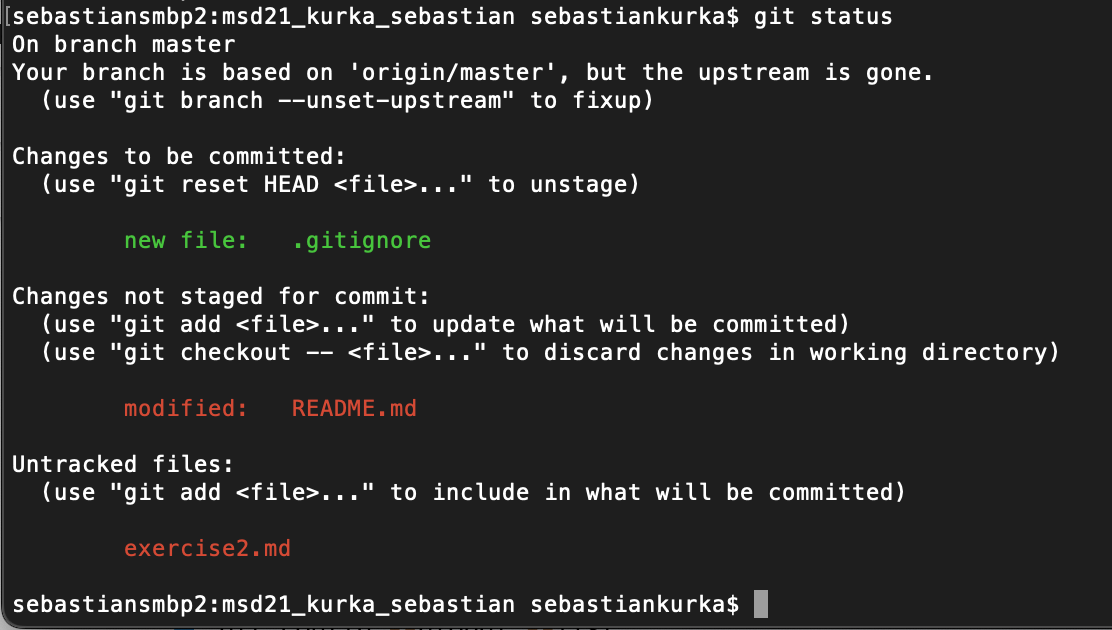 [sebastiansmbp2:msd21_kurka_sebastian sebastiankurka$ git status
On branch master
Your branch is based on 'origin/master', but the upstream is gone.
  (use "git branch --unset-upstream" to fixup)
Changes to be committed:
  (use "git reset HEAD <file>..." to unstage)
new file:   .gitignore
Changes not staged for commit:
  (use "git add <file>..." to update what will be committed)
  (use "git checkout -- <file>..." to discard changes in working directory)
modified:   README.md
Untracked files:
  (use "git add <file>..." to include in what will be committed)
exercise2.md
sebastiansmbp2:msd21_kurka_sebastian sebastiankurka$